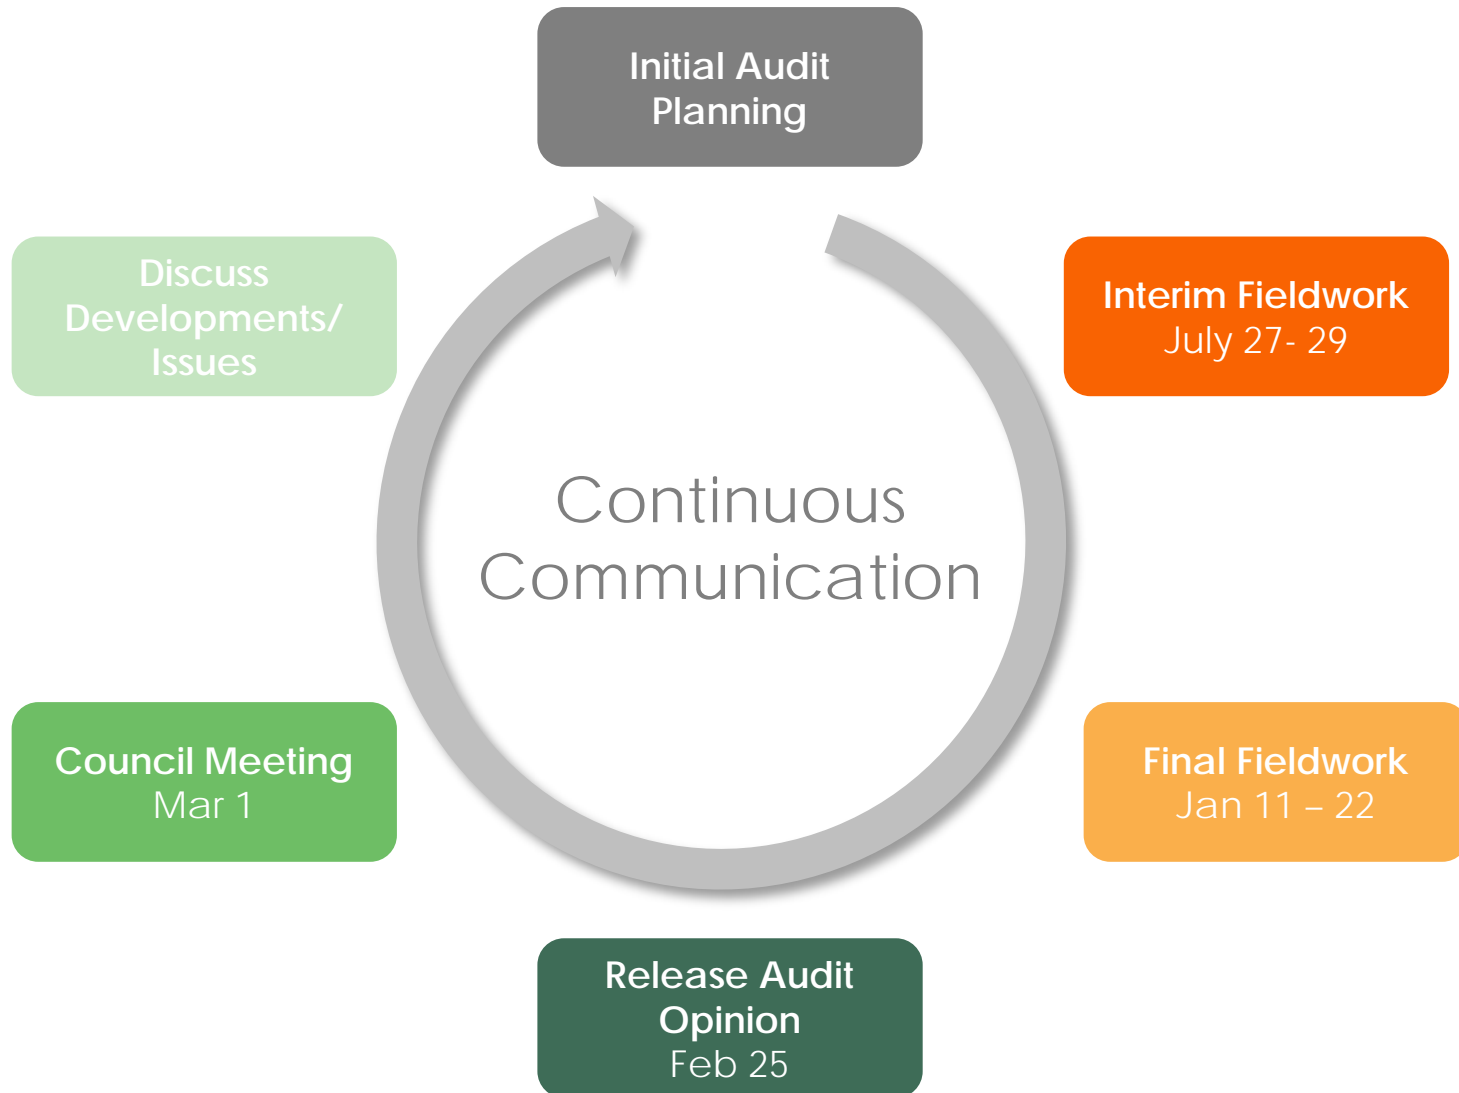 Initial Audit
Planning
Discuss
Developments/
Issues
Interim Fieldwork
July 27- 29
Continuous
Communication
Council Meeting
Mar 1
Final Fieldwork
Jan 11 – 22
Release Audit
Opinion
Feb 25